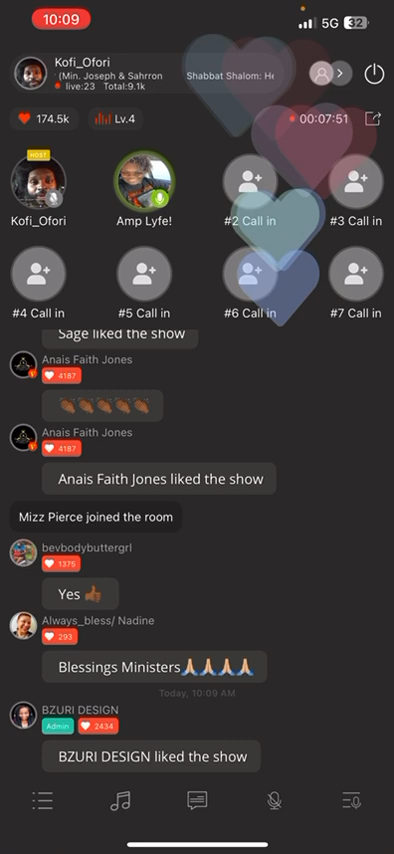 10:09
5G 32
Kofi_Ofori
(Min. Joseph & Sahrron Shabbat Shalom: He
live:23 Total:9.1k
174.5k Lv.4 00:07:51
HOST
Kofi_Ofori Amp Lyfe! #2 Call in #3 Call in
#4 Call in #5 Call in #6 Call in #7 Call in
Sage liked the show
Anais Faith Jones
4187
👏🏾👏🏾👏🏾👏🏾👏🏾
Anais Faith Jones
4187
Anais Faith Jones liked the show
Mizz Pierce joined the room
bevbodybuttergrl
1375
Yes 👍🏾
Always_bless/ Nadine
293
Blessings Ministers🙏🏼🙏🏼🙏🏼🙏🏼
Today, 10:09 AM
BZURI DESIGN
Admin 2434
BZURI DESIGN liked the show